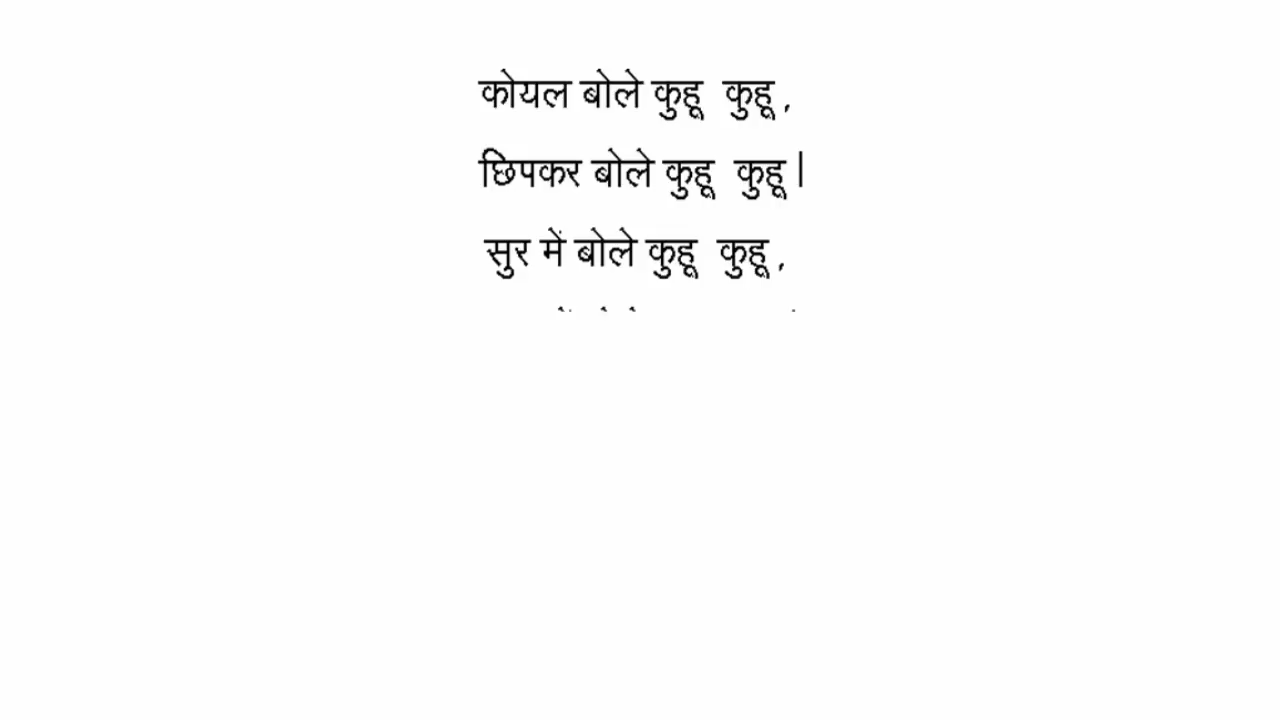 कोयल बोले कुहू कुहू ,
छिपकर बोले कुहू कुहू |
सुर में बोले कुहू कुहू ,